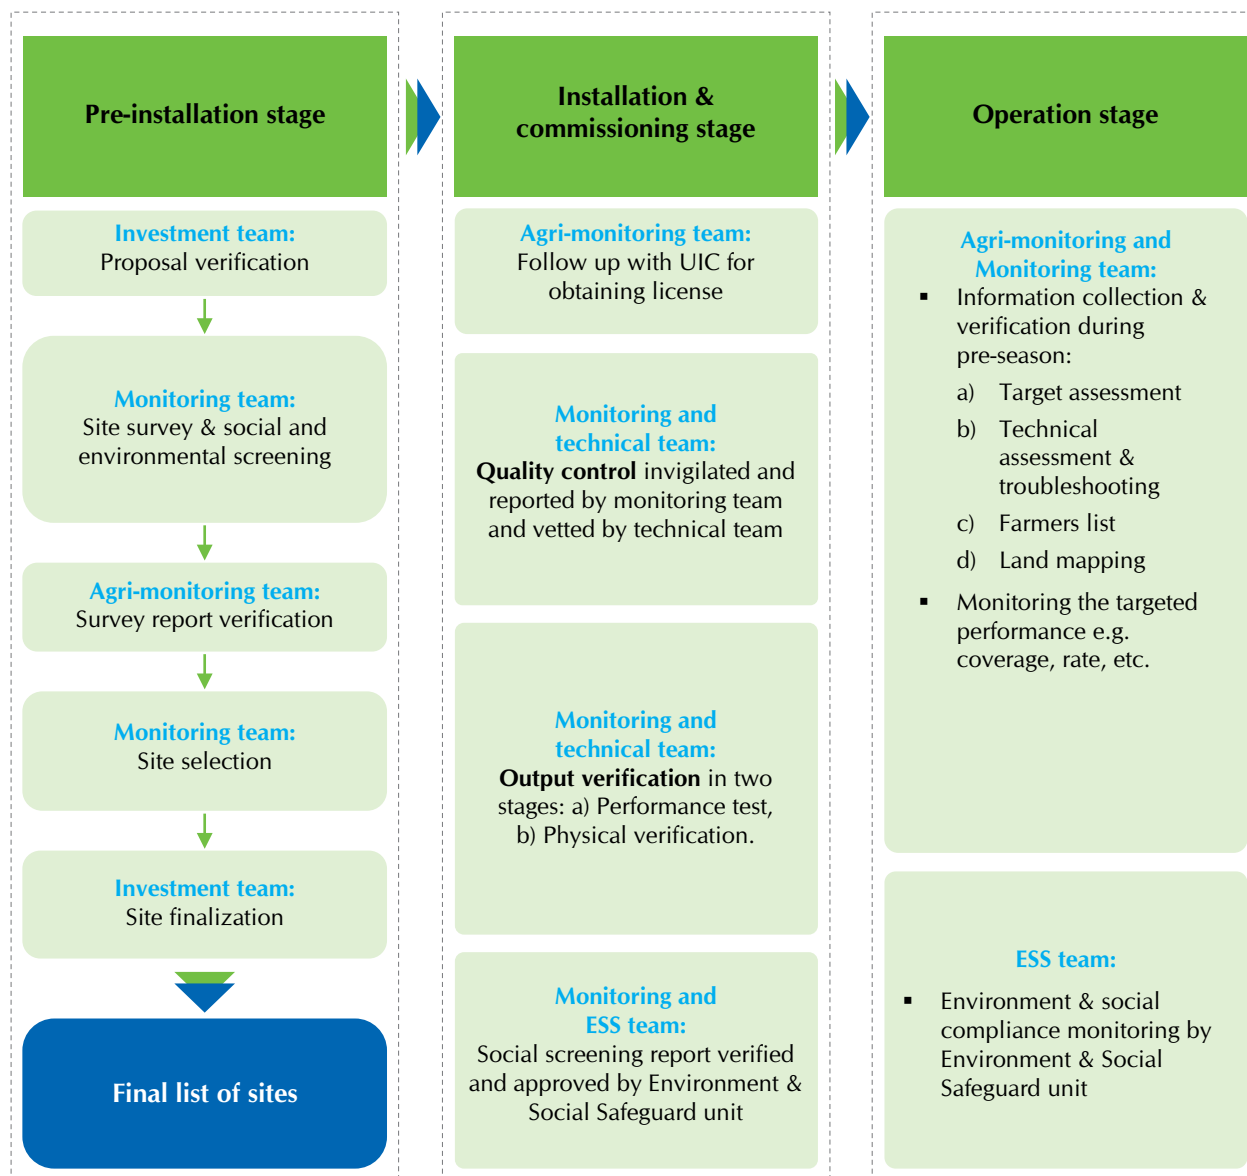 Pre-installation stage
Investment team:
Proposal verification
Monitoring team:
Site survey & social and
environmental screening
Agri-monitoring team:
Survey report verification
Monitoring team:
Site selection
Investment team:
Site finalization
Final list of sites
Installation &
commissioning stage
Agri-monitoring team:
Follow up with UIC for
obtaining license
Monitoring and
technical team:
Quality control invigilated and
reported by monitoring team
and vetted by technical team
Monitoring and
technical team:
Output verification in two
stages: a) Performance test,
b) Physical verification.
Monitoring and
ESS team:
Social screening report verified
and approved by Environment &
Social Safeguard unit
Operation stage
Agri-monitoring and
Monitoring team:
▪ Information collection &
verification during
pre-season:
a) Target assessment
b) Technical
assessment &
troubleshooting
c) Farmers list
d) Land mapping
▪ Monitoring the targeted
performance e.g.
coverage, rate, etc.
ESS team:
▪ Environment & social
compliance monitoring by
Environment & Social
Safeguard unit